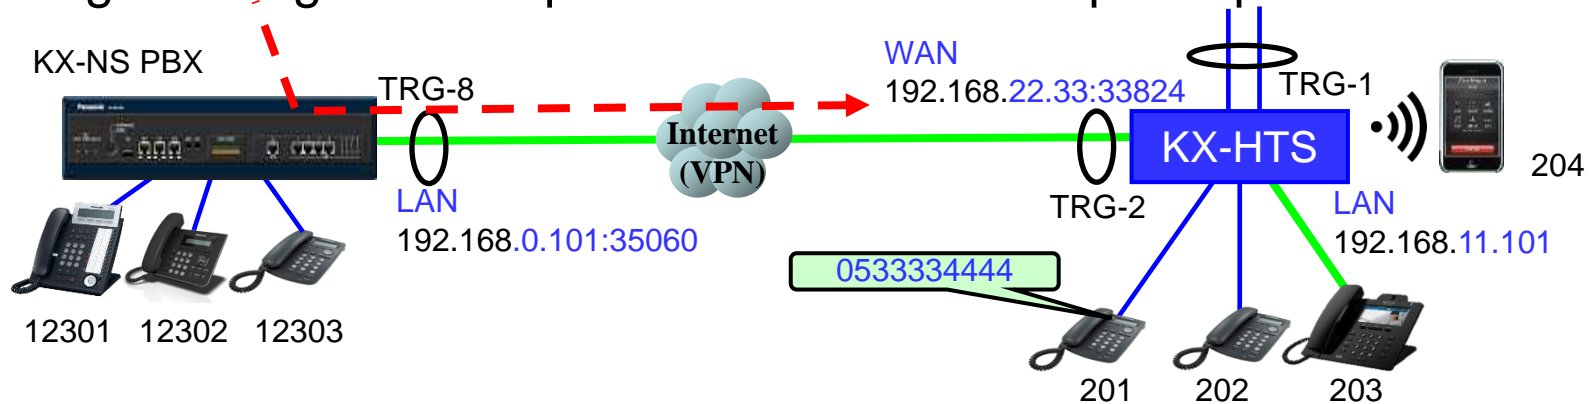 KX-NS PBX
TRG-8
WAN
192.168.22.33:33824
TRG-1
Internet
(VPN)
KX-HTS
204
LAN
192.168.0.101:35060
TRG-2
LAN
192.168.11.101
0533334444
12301 12302 12303
201 202 203